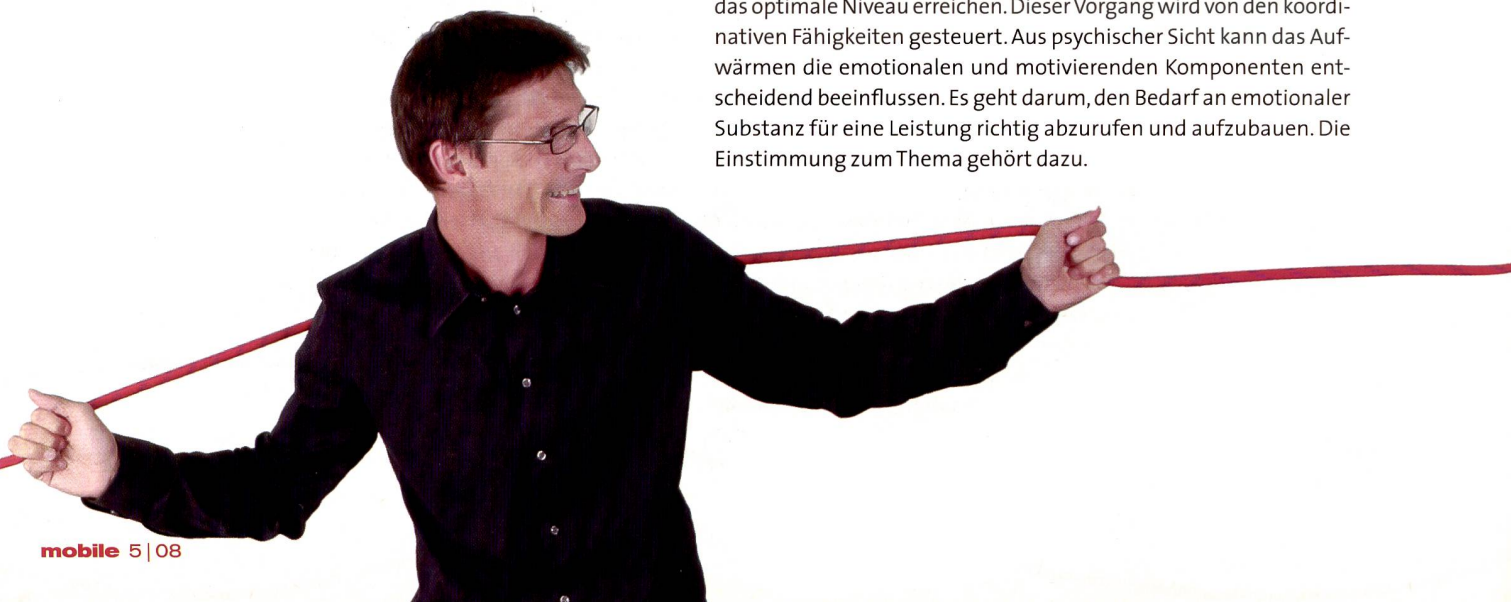 das optimale Niveau erreichen. Dieser Vorgang wird von den koordi-
nativen Fähigkeiten gesteuert. Aus psychischer Sicht kann das Auf-
wärmen die emotionalen und motivierenden Komponenten ent-
scheidend beeinflussen. Es geht darum, den Bedarf an emotionaler
Substanz für eine Leistung richtig abzurufen und aufzubauen. Die
Einstimmung zum Thema gehört dazu.
mobile 5|08